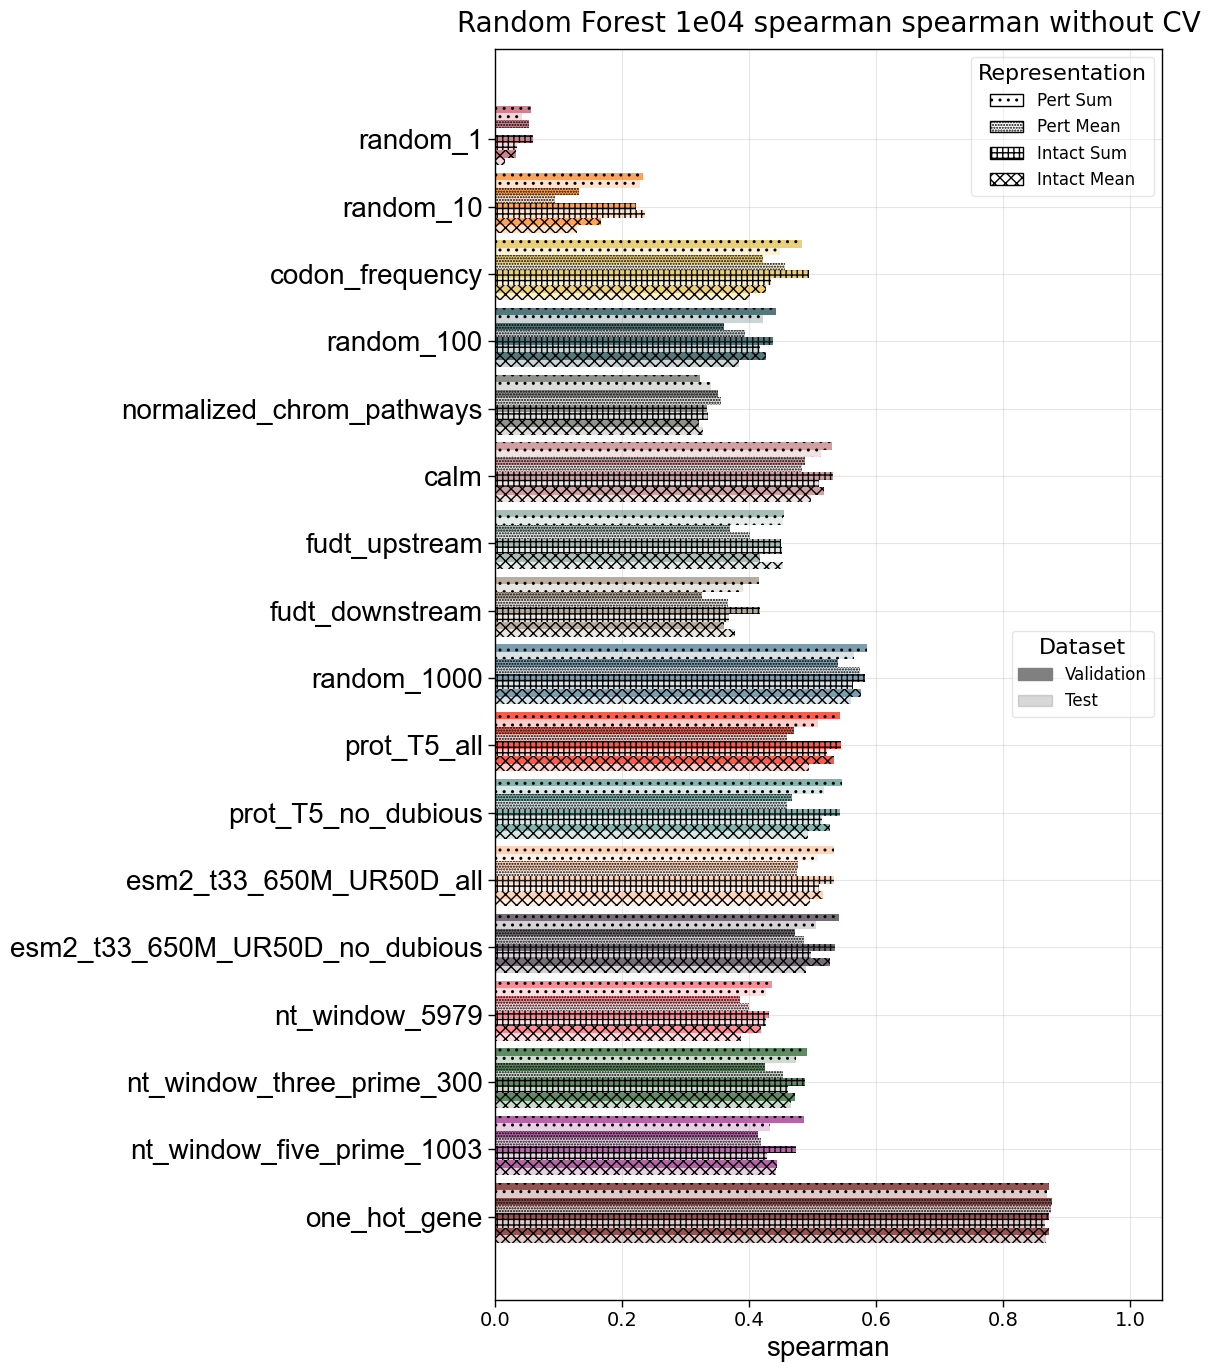 Random Forest 1e04 spearman spearman without CV
Representation
Pert Sum
Pert Mean
Intact Sum
Intact Mean
random_1
random_10
codon_frequency
random_100
normalized_chrom_pathways
calm
fudt_upstream
fudt_downstream
Dataset
Validation
Test
random_1000
prot_T5_all
prot_T5_no_dubious
esm2_t33_650M_UR50D_all
esm2_t33_650M_UR50D_no_dubious
nt_window_5979
nt_window_three_prime_300
nt_window_five_prime_1003
one_hot_gene
0.0 0.2 0.4 0.6 0.8 1.0
spearman